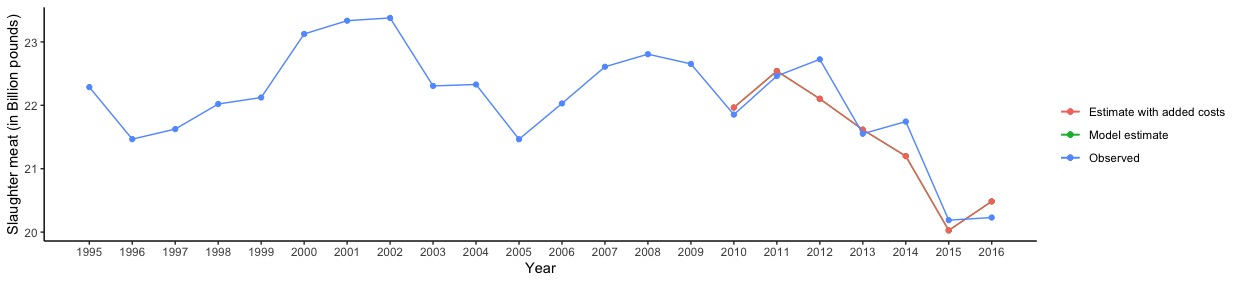 Slaughter meat (in Billion pounds)
23
22
21
20
1995 1996 1997 1998 1999 2000 2001 2002 2003 2004 2005 2006 2007 2008 2009 2010 2011 2012 2013 2014 2015 2016
Year
Estimate with added costs
Model estimate
Observed